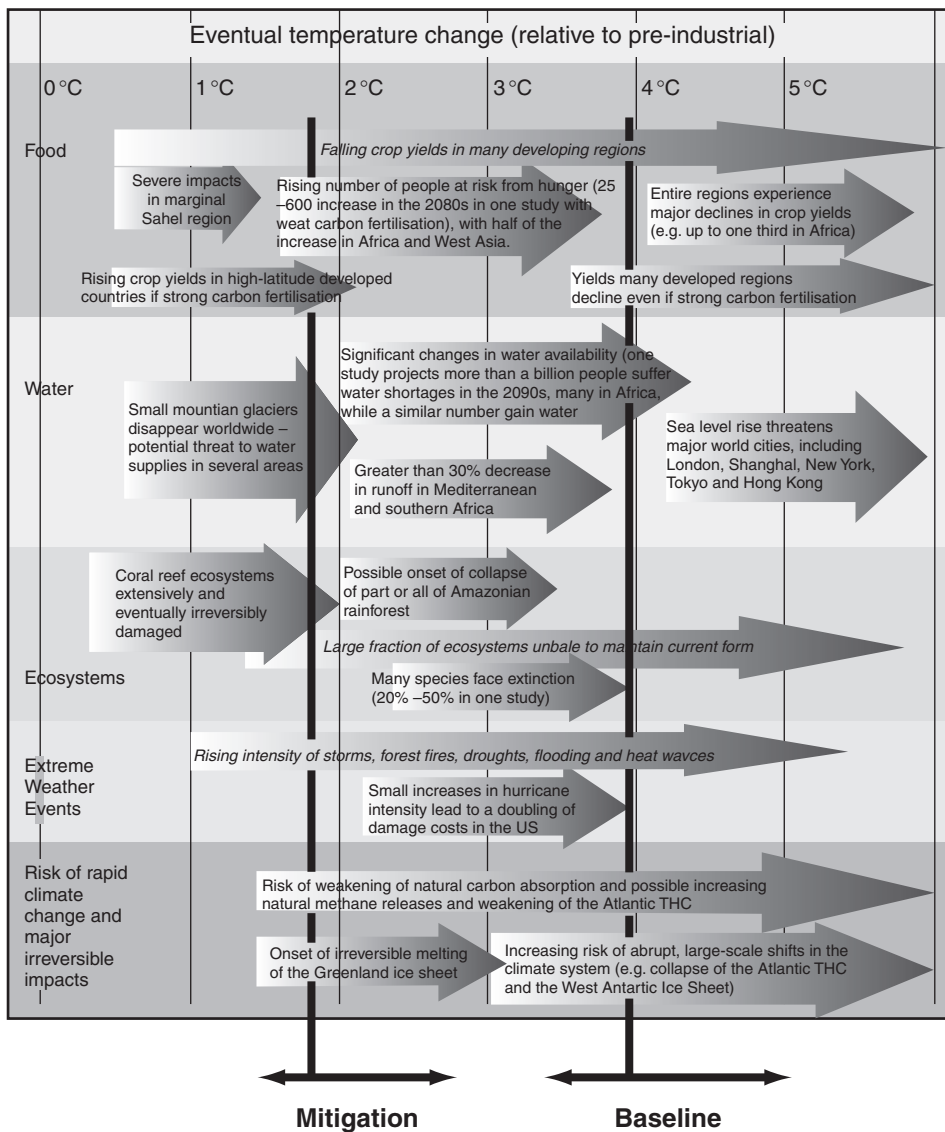 Eventual temperature change (relative to pre-industrial)
0 °C 1 °C 2 °C 3 °C 4 °C 5 °C
Food
Falling crop yields in many developing regions
Severe impacts
in marginal
Sahel region
Rising number of people at risk from hunger (25
–600 increase in the 2080s in one study with
weat carbon fertilisation), with half of the
increase in Africa and West Asia.
Entire regions experience
major declines in crop yields
(e.g. up to one third in Africa)
Rising crop yields in high-latitude developed
countries if strong carbon fertilisation
Yields many developed regions
decline even if strong carbon fertilisation
Water
Small mountian glaciers
disappear worldwide –
potential threat to water
supplies in several areas
Significant changes in water availability (one
study projects more than a billion people suffer
water shortages in the 2090s, many in Africa,
while a similar number gain water
Greater than 30% decrease
in runoff in Mediterranean
and southern Africa
Sea level rise threatens
major world cities, including
London, Shanghal, New York,
Tokyo and Hong Kong
Ecosystems
Coral reef ecosystems
extensively and
eventually irreversibly
damaged
Possible onset of collapse
of part or all of Amazonian
rainforest
Large fraction of ecosystems unbale to maintain current form
Many species face extinction
(20% –50% in one study)
Extreme
Weather
Events
Rising intensity of storms, forest fires, droughts, flooding and heat wavces
Small increases in hurricane
intensity lead to a doubling of
damage costs in the US
Risk of rapid
climate
change and
major
irreversible
impacts
Risk of weakening of natural carbon absorption and possible increasing
natural methane releases and weakening of the Atlantic THC
Onset of irreversible melting
of the Greenland ice sheet
Increasing risk of abrupt, large-scale shifts in the
climate system (e.g. collapse of the Atlantic THC
and the West Antartic Ice Sheet)
Mitigation
Baseline